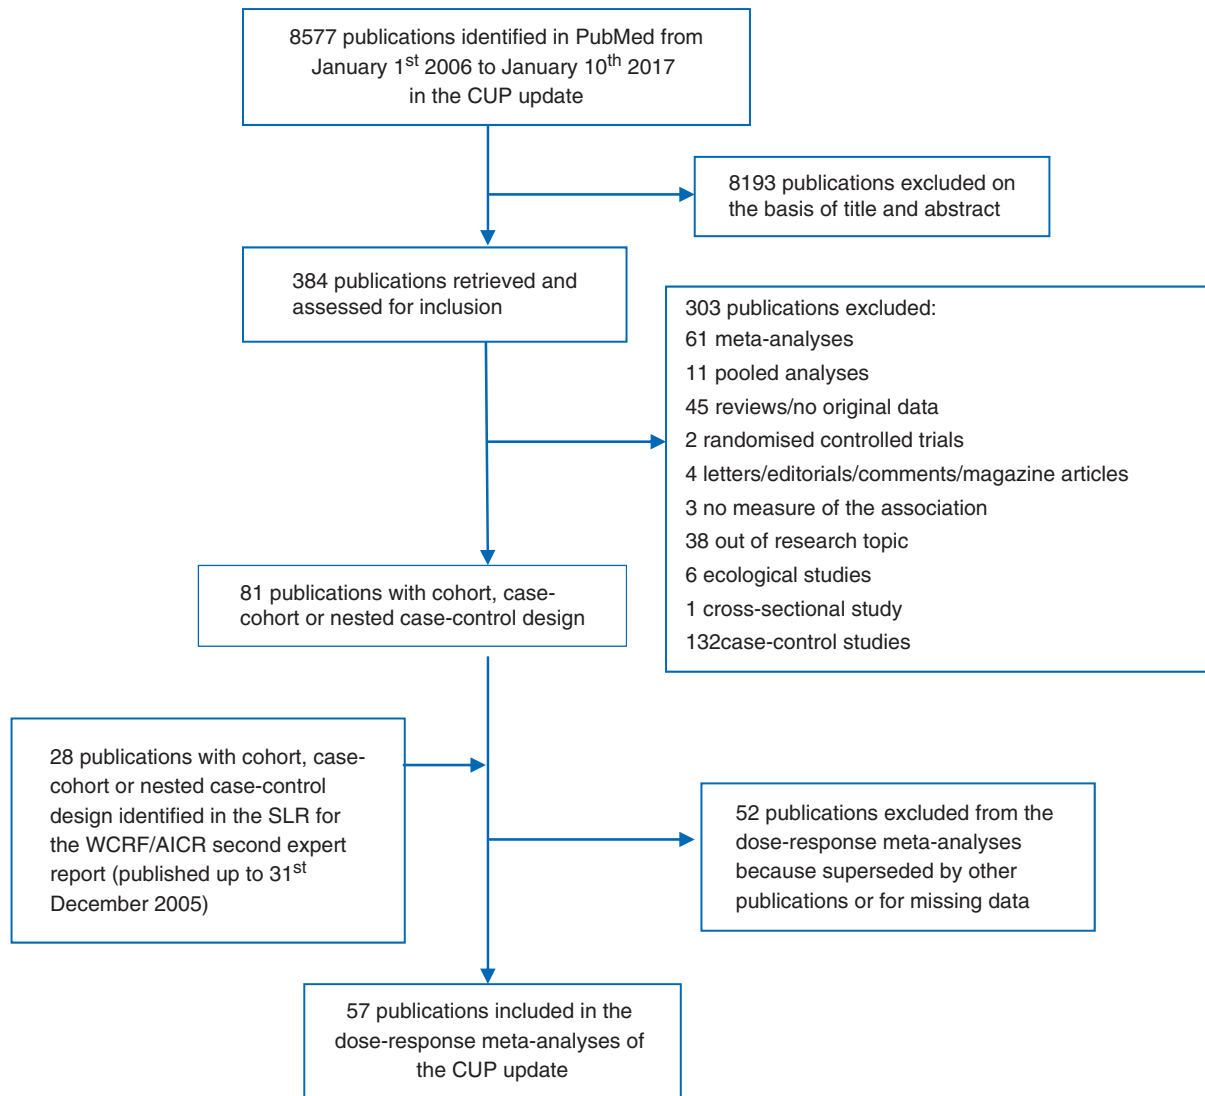 8577 publications identified in PubMed from
January 1st 2006 to January 10th 2017
in the CUP update
8193 publications excluded on
the basis of title and abstract
384 publications retrieved and
assessed for inclusion
303 publications excluded:
61 meta-analyses
11 pooled analyses
45 reviews/no original data
2 randomised controlled trials
4 letters/editorials/comments/magazine articles
3 no measure of the association
38 out of research topic
6 ecological studies
1 cross-sectional study
132case-control studies
81 publications with cohort, case-
cohort or nested case-control design
28 publications with cohort, case-
cohort or nested case-control
design identified in the SLR for
the WCRF/AICR second expert
report (published up to 31st
December 2005)
52 publications excluded from the
dose-response meta-analyses
because superseded by other
publications or for missing data
57 publications included in the
dose-response meta-analyses of
the CUP update